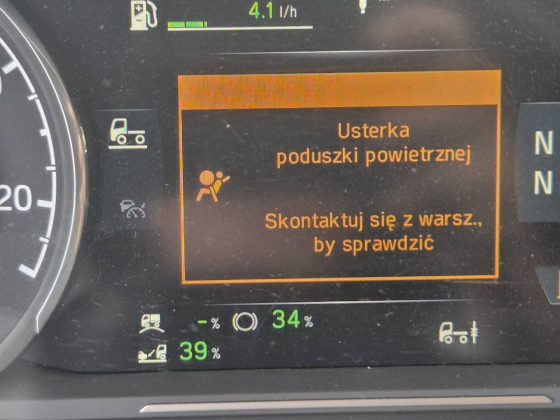 4.1 l/h
Usterka
poduszki powietrznej
Skontaktuj się z warsz.,
by sprawdzić
N
N
20
-% 34%
39%